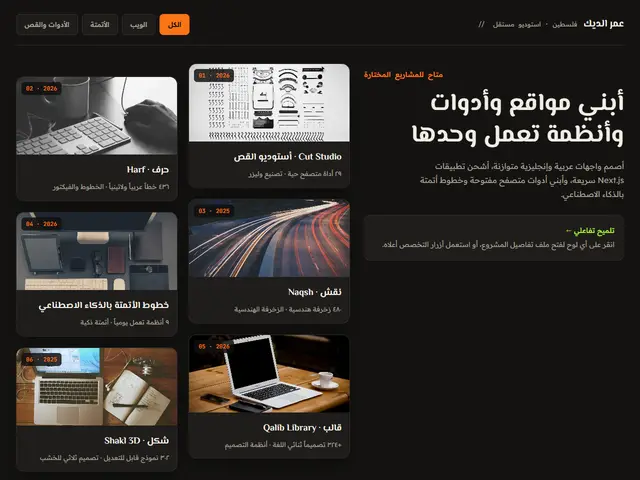 عمر الديك
فلسطين · استوديو مستقل //
الكل
الويب
الأتمتة
الأدوات والقص
متاح للمشاريع المختارة
أبني مواقع وأدوات
وأنظمة تعمل وحدها
أصمم واجهات عربية وإنجليزية متوازنة، أشحن تطبيقات
Next.js سريعة، وأبني أدوات متصفح مفتوحة وخطوط أتمتة
بالذكاء الاصطناعي.
تلميح تفاعلي ←
انقر على أي لوح لفتح ملف تفاصيل المشروع، أو استعمل أزرار التخصص أعلاه.
01 · 2026
Cut Studio · أستوديو القص
٢٩ أداة متصفح حية · تصنيع وليزر
02 · 2026
حرف · Harf
٤٣٦ خطاً عربياً ولاتينياً · الخطوط والفيكتور
03 · 2025
نقش · Naqsh
٤٨٠ زخرفة هندسية · الزخرفة الهندسية
04 · 2026
خطوط الأتمتة بالذكاء الاصطناعي
٩ أنظمة تعمل يومياً · أتمتة ذكية
05 · 2026
قالب · Qalib Library
٣٢٤٠ تصميماً ثنائي اللغة · أنظمة التصميم
06 · 2025
شكل · Shakl 3D
٣٠٢ نموذج قابل للتعديل · تصميم ثلاثي للخشب